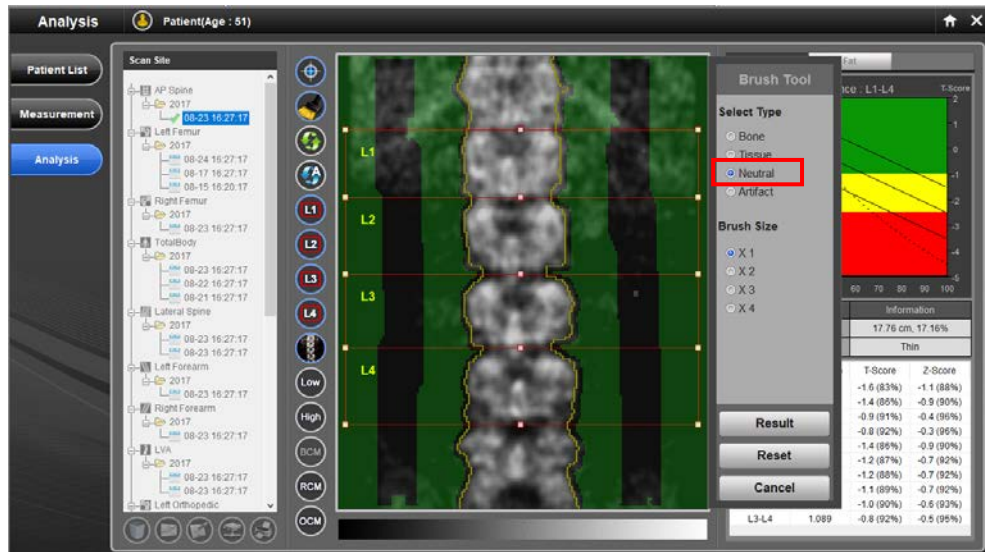 Analysis
Patient(Age : 51)
Patient List
Measurement
Analysis
Scan Site
AP Spine
2017
08-23 16:27:17
Left Femur
2017
08-24 16:27:17
08-17 16:27:17
08-15 16:20:17
Right Femur
2017
08-23 16:27:17
TotalBody
2017
08-23 16:27:17
08-22 16:27:17
08-21 16:27:17
Lateral Spine
2017
08-23 16:27:17
08-23 16:27:17
Left Forearm
2017
08-23 16:27:17
Right Forearm
2017
08-23 16:27:17
LVA
2017
08-23 16:27:17
08-23 16:27:17
Left Orthopedic
A
L1
L2
L3
L4
Low
High
BCM
RCM
OCM
L1
L2
L3
L4
Brush Tool
Select Type
Bone
Tissue
Neutral
Artifact
Brush Size
X 1
X 2
X 3
X 4
Result
Reset
Cancel
Fat
: L1-L4 T-Score
2
1
0
-1
-2
-3
-4
-5
60 70 80 90 100
Information
17.76 cm, 17.16%
Thin
T-Score Z-Score
-1.6 (83%) -1.1 (88%)
-1.4 (86%) -0.9 (90%)
-0.9 (91%) -0.4 (96%)
-0.8 (92%) -0.3 (96%)
-1.4 (86%) -0.9 (90%)
-1.2 (87%) -0.7 (92%)
-1.2 (88%) -0.7 (92%)
-1.1 (89%) -0.7 (92%)
-1.0 (90%) -0.6 (93%)
L3-L4 1.089 -0.8 (92%) -0.5 (95%)